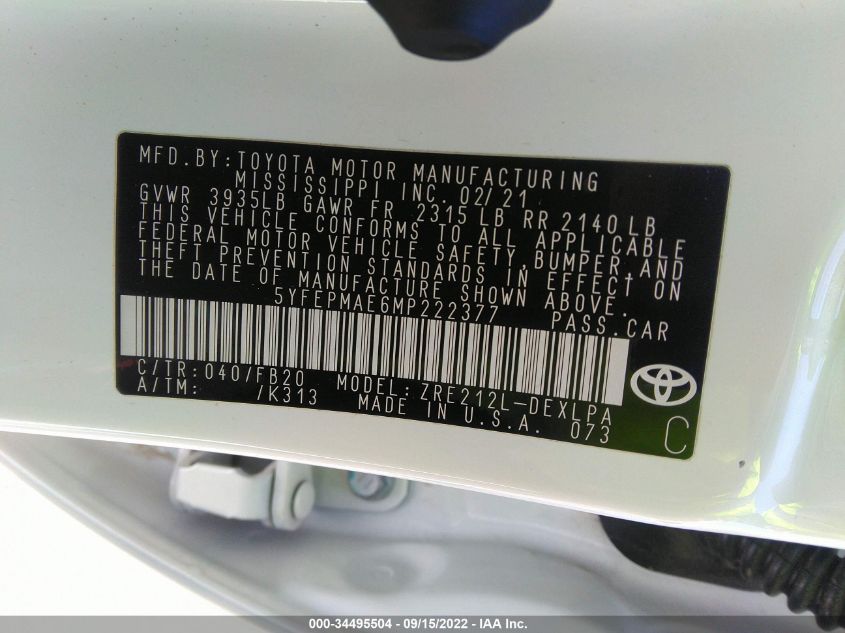 MFD.BY:TOYOTA MOTOR MANUFACTURING
MISSISSIPPI INC. 02/21
GVWR 3935LB GAWR FR 2315 LB RR 2140 LB
THIS VEHICLE CONFORMS TO ALL APPLICABLE
FEDERAL MOTOR VEHICLE SAFETY, BUMPER, AND
THEFT PREVENTION STANDARDS IN EFFECT ON
THE DATE OF MANUFACTURE SHOWN ABOVE.
5YFEPMAE6MP222377 PASS.CAR
C/TR:040/FB20 MODEL: ZRE212L-DEXLPA
A/TM: /K313 MADE IN U.S.A. 073
C
000-34495504 - 09/15/2022 - IAA Inc.